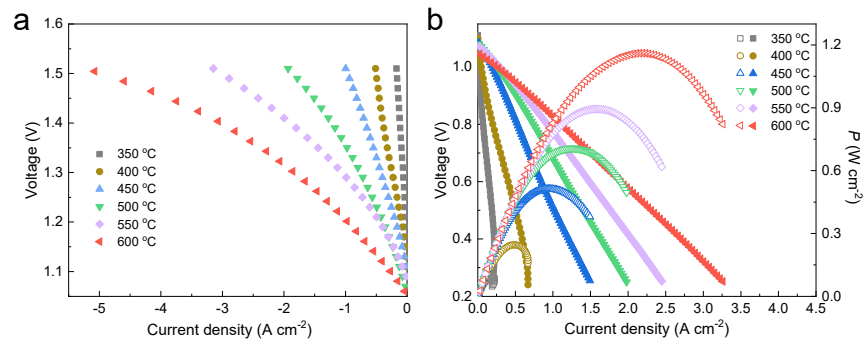 a
1.6
1.5
1.4
1.3
1.2
1.1
Voltage (V)
350 °C
400 °C
450 °C
500 °C
550 °C
600 °C
-5
-4
-3
-2
-1
0
Current density (A cm-2)
b
1.0
0.8
0.6
0.4
0.2
Voltage (V)
350 °C
400 °C
450 °C
500 °C
550 °C
600 °C
1.2
0.9
0.6
0.3
0.0
P (W cm-2)
0.0
0.5
1.0
1.5
2.0
2.5
3.0
3.5
4.0
4.5
Current density (A cm-2)